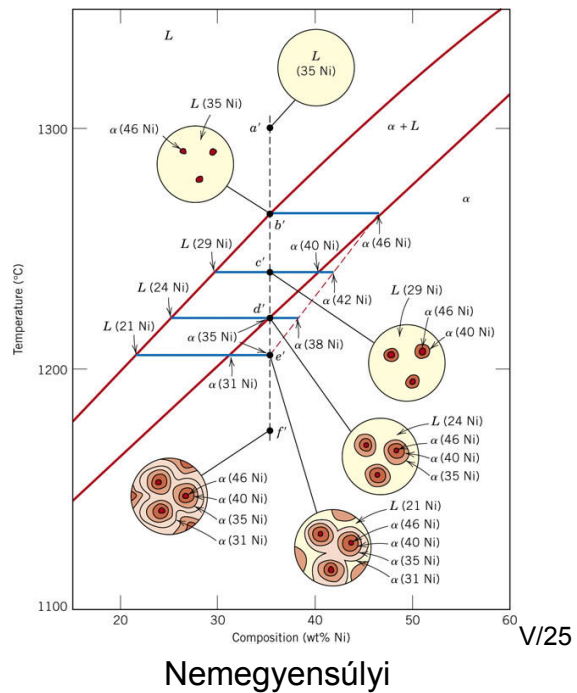 L
L
(35 Ni)
L (35 Ni)
α (46 Ni)
1300
a′
α + L
α
b′
L (29 Ni)
α (40 Ni)
α (46 Ni)
c′
L (24 Ni)
α (42 Ni)
L (29 Ni)
α (46 Ni)
α (40 Ni)
L (21 Ni)
d′
α (35 Ni)
α (38 Ni)
e′
α (31 Ni)
1200
Temperature (°C)
f′
L (24 Ni)
α (46 Ni)
α (40 Ni)
α (35 Ni)
α (46 Ni)
α (40 Ni)
α (35 Ni)
α (31 Ni)
L (21 Ni)
α (46 Ni)
α (40 Ni)
α (35 Ni)
α (31 Ni)
1100
20
30
40
50
60
Composition (wt% Ni)
V/25
Nemegyensúlyi